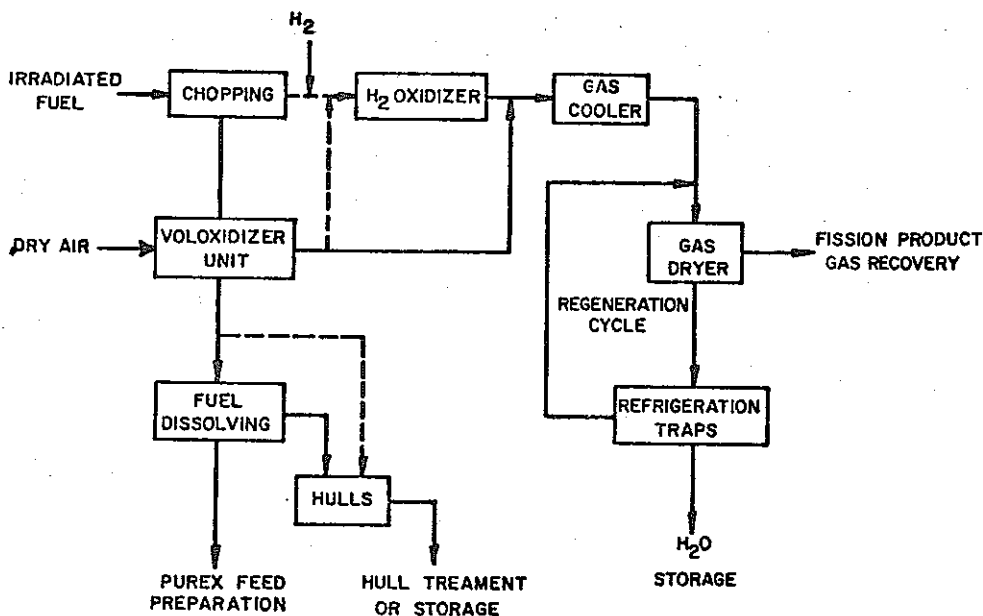 H2
IRRADIATED
FUEL
CHOPPING
H2 OXIDIZER
GAS
COOLER
DRY AIR
VOLOXIDIZER
UNIT
GAS
DRYER
FISSION PRODUCT
GAS RECOVERY
REGENERATION
CYCLE
FUEL
DISSOLVING
REFRIGERATION
TRAPS
HULLS
H2O
STORAGE
PUREX FEED
PREPARATION
HULL TREAMENT
OR STORAGE